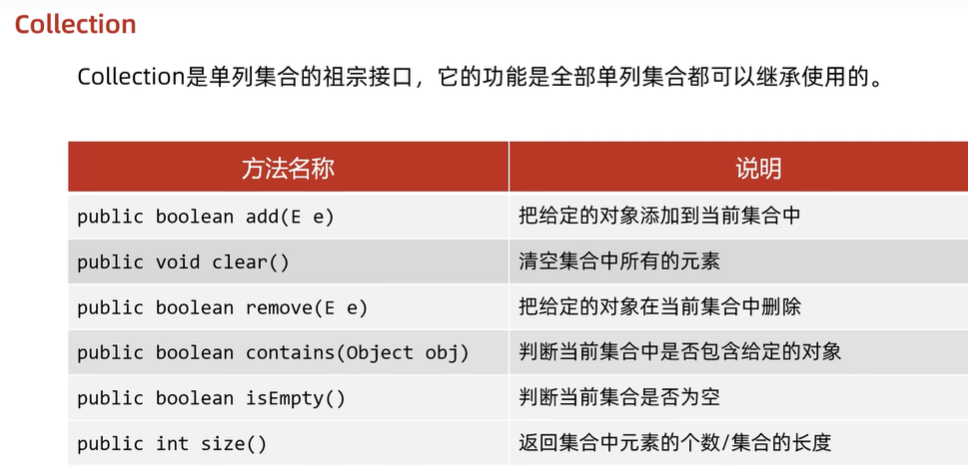 Collection
Collection是单列集合的祖宗接口，它的功能是全部单列集合都可以继承使用的。
方法名称 说明
public boolean add(E e) 把给定的对象添加到当前集合中
public void clear() 清空集合中所有的元素
public boolean remove(E e) 把给定的对象在当前集合中删除
public boolean contains(Object obj) 判断当前集合中是否包含给定的对象
public boolean isEmpty() 判断当前集合是否为空
public int size() 返回集合中元素的个数/集合的长度